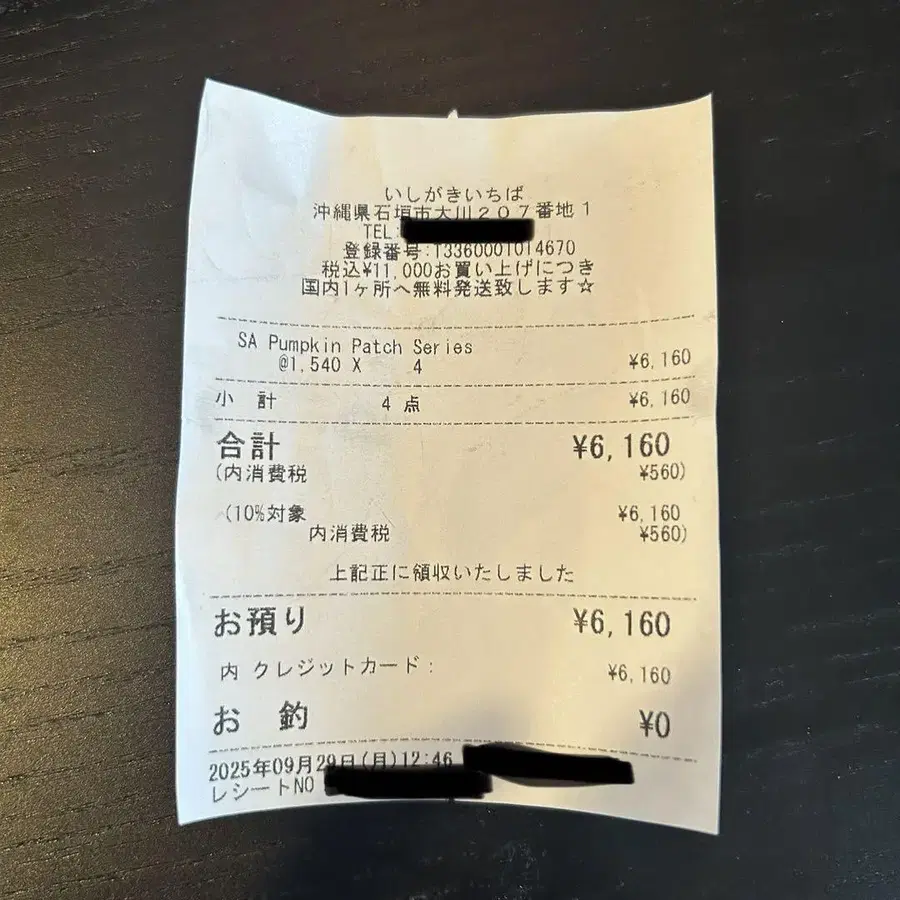 いしがきいちば
沖縄県石垣市大川２０７番地１
TEL:
登録番号:T3360001014670
税込¥11,000お買い上げにつき
国内1ヶ所へ無料発送致します☆
SA Pumpkin Patch Series
@1,540 X 4 ¥6,160
小 計 4 点 ¥6,160
合計 ¥6,160
(内消費税 ¥560)
(10%対象 ¥6,160
内消費税 ¥560)
上記正に領収いたしました
お預り ¥6,160
内 クレジットカード: ¥6,160
お 釣 ¥0
2025年09月29日(月)12:46
レシートNO